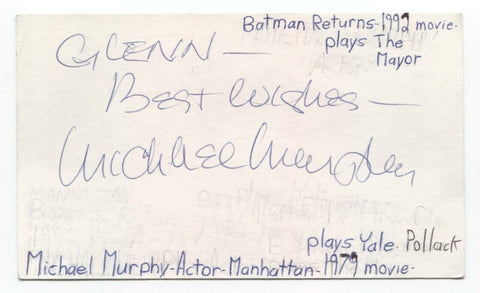 Batman Returns-1992 movie-
plays The
Mayor
GLENN —
BEST WISHES —
MICHAEL Murphy
plays Yale Pollack
Michael Murphy-Actor-Manhattan-1979 movie-